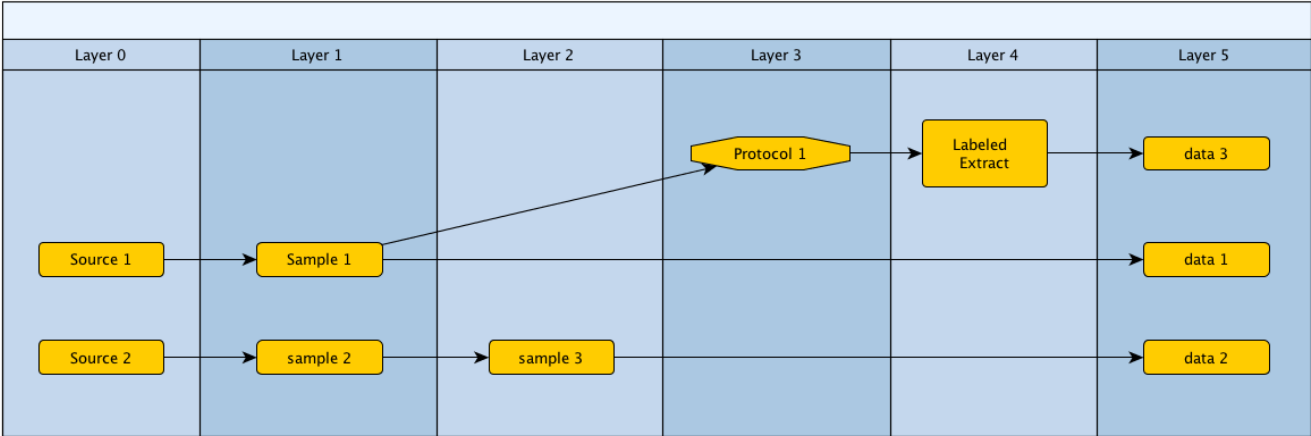 Layer 0
Layer 1
Layer 2
Layer 3
Layer 4
Layer 5
Protocol 1
Labeled
Extract
data 3
Source 1
Sample 1
data 1
Source 2
sample 2
sample 3
data 2